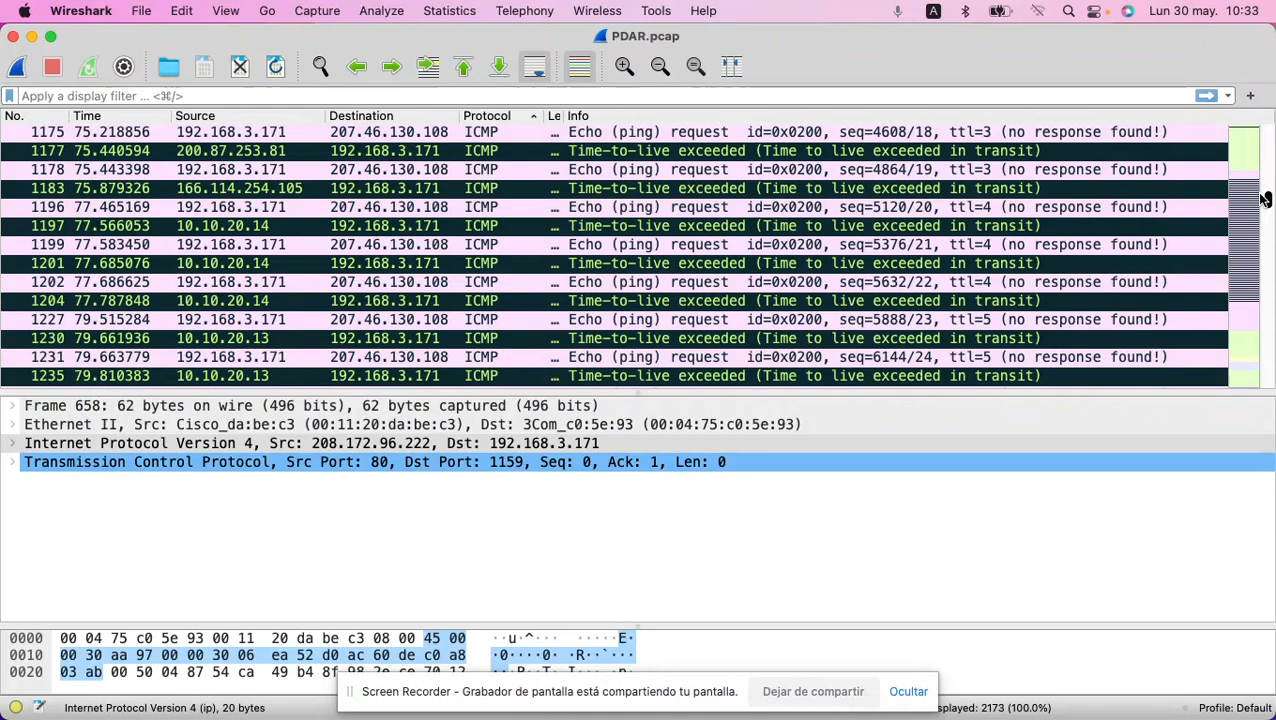 Wireshark File Edit View Go Capture Analyze Statistics Telephony Wireless Tools Help A Lun 30 may. 10:33
PDAR.pcap
Apply a display filter ... <⌘/> +
No. Time Source Destination Protocol Le Info
1175 75.218856 192.168.3.171 207.46.130.108 ICMP … Echo (ping) request id=0x0200, seq=4608/18, ttl=3 (no response found!)
1177 75.440594 200.87.253.81 192.168.3.171 ICMP … Time-to-live exceeded (Time to live exceeded in transit)
1178 75.443398 192.168.3.171 207.46.130.108 ICMP … Echo (ping) request id=0x0200, seq=4864/19, ttl=3 (no response found!)
1183 75.879326 166.114.254.105 192.168.3.171 ICMP … Time-to-live exceeded (Time to live exceeded in transit)
1196 77.465169 192.168.3.171 207.46.130.108 ICMP … Echo (ping) request id=0x0200, seq=5120/20, ttl=4 (no response found!)
1197 77.566053 10.10.20.14 192.168.3.171 ICMP … Time-to-live exceeded (Time to live exceeded in transit)
1199 77.583450 192.168.3.171 207.46.130.108 ICMP … Echo (ping) request id=0x0200, seq=5376/21, ttl=4 (no response found!)
1201 77.685076 10.10.20.14 192.168.3.171 ICMP … Time-to-live exceeded (Time to live exceeded in transit)
1202 77.686625 192.168.3.171 207.46.130.108 ICMP … Echo (ping) request id=0x0200, seq=5632/22, ttl=4 (no response found!)
1204 77.787848 10.10.20.14 192.168.3.171 ICMP … Time-to-live exceeded (Time to live exceeded in transit)
1227 79.515284 192.168.3.171 207.46.130.108 ICMP … Echo (ping) request id=0x0200, seq=5888/23, ttl=5 (no response found!)
1230 79.661936 10.10.20.13 192.168.3.171 ICMP … Time-to-live exceeded (Time to live exceeded in transit)
1231 79.663779 192.168.3.171 207.46.130.108 ICMP … Echo (ping) request id=0x0200, seq=6144/24, ttl=5 (no response found!)
1235 79.810383 10.10.20.13 192.168.3.171 ICMP … Time-to-live exceeded (Time to live exceeded in transit)
Frame 658: 62 bytes on wire (496 bits), 62 bytes captured (496 bits)
Ethernet II, Src: Cisco_da:be:c3 (00:11:20:da:be:c3), Dst: 3Com_c0:5e:93 (00:04:75:c0:5e:93)
Internet Protocol Version 4, Src: 208.172.96.222, Dst: 192.168.3.171
Transmission Control Protocol, Src Port: 80, Dst Port: 1159, Seq: 0, Ack: 1, Len: 0
0000 00 04 75 c0 5e 93 00 11 20 da be c3 08 00 45 00 ··u·^··· ·····E·
0010 00 30 aa 97 00 00 30 06 ea 52 d0 ac 60 de c0 a8 ·0····0· ·R··`···
0020 03 ab 00 50 04 87 54 ca
Screen Recorder - Grabador de pantalla está compartiendo tu pantalla. Dejar de compartir Ocultar
Internet Protocol Version 4 (ip), 20 bytes
played: 2173 (100.0%) Profile: Default